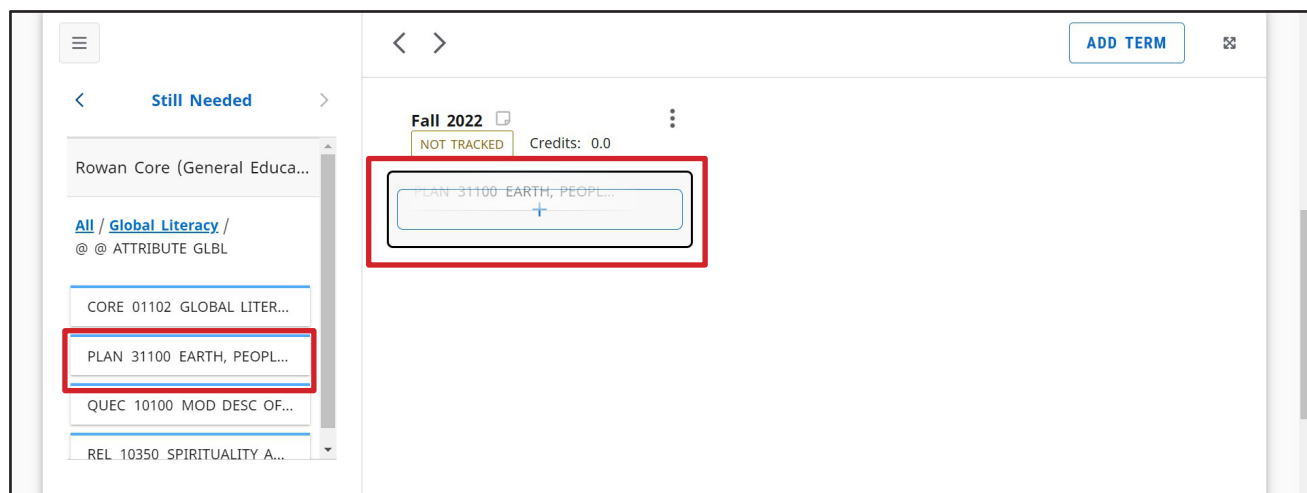 ADD TERM
Still Needed
Rowan Core (General Educa...
All / Global Literacy /
@ @ ATTRIBUTE GLBL
CORE 01102 GLOBAL LITER...
PLAN 31100 EARTH, PEOPL...
QUEC 10100 MOD DESC OF...
REL 10350 SPIRITUALITY A...
Fall 2022
NOT TRACKED Credits: 0.0
PLAN 31100 EARTH, PEOPL...
+